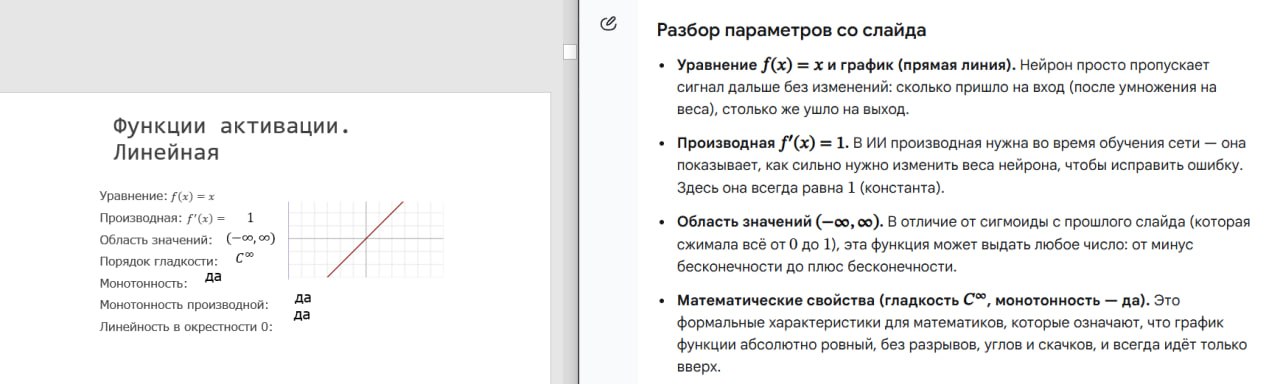 Функции активации.
Линейная
Уравнение: f(x) = x
Производная: f′(x) = 1
Область значений: (−∞, ∞)
Порядок гладкости: C^∞
Монотонность: да
Монотонность производной: да
Линейность в окрестности 0: да
Разбор параметров со слайда
• Уравнение f(x) = x и график (прямая линия). Нейрон просто пропускает
сигнал дальше без изменений: сколько пришло на вход (после умножения на
веса), столько же ушло на выход.
• Производная f′(x) = 1. В ИИ производная нужна во время обучения сети — она
показывает, как сильно нужно изменить веса нейрона, чтобы исправить ошибку.
Здесь она всегда равна 1 (константа).
• Область значений (−∞, ∞). В отличие от сигмоиды с прошлого слайда (которая
сжимала всё от 0 до 1), эта функция может выдать любое число: от минус
бесконечности до плюс бесконечности.
• Математические свойства (гладкость C^∞, монотонность — да). Это
формальные характеристики для математиков, которые означают, что график
функции абсолютно ровный, без разрывов, углов и скачков, и всегда идёт только
вверх.